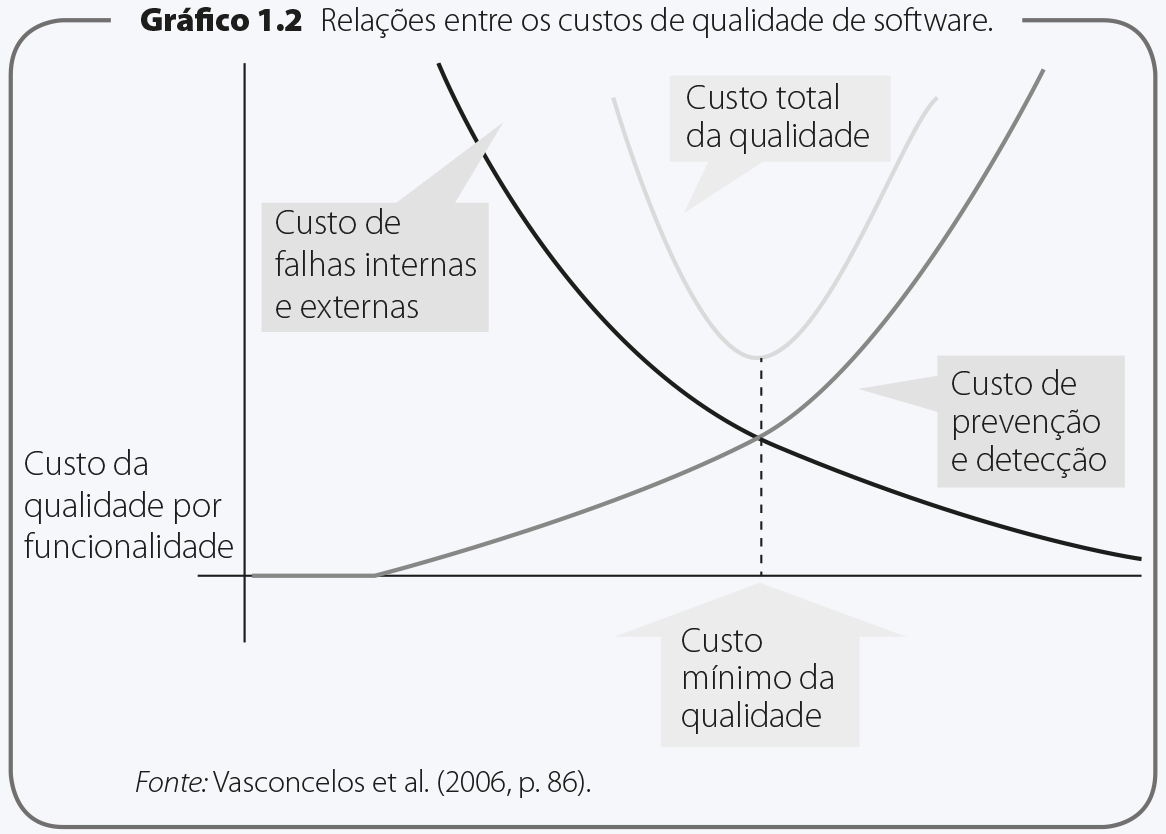 Gráfico 1.2 Relações entre os custos de qualidade de software.
Custo total
da qualidade
Custo de
falhas internas
e externas
Custo de
prevenção
e detecção
Custo da
qualidade por
funcionalidade
Custo
mínimo da
qualidade
Fonte: Vasconcelos et al. (2006, p. 86).